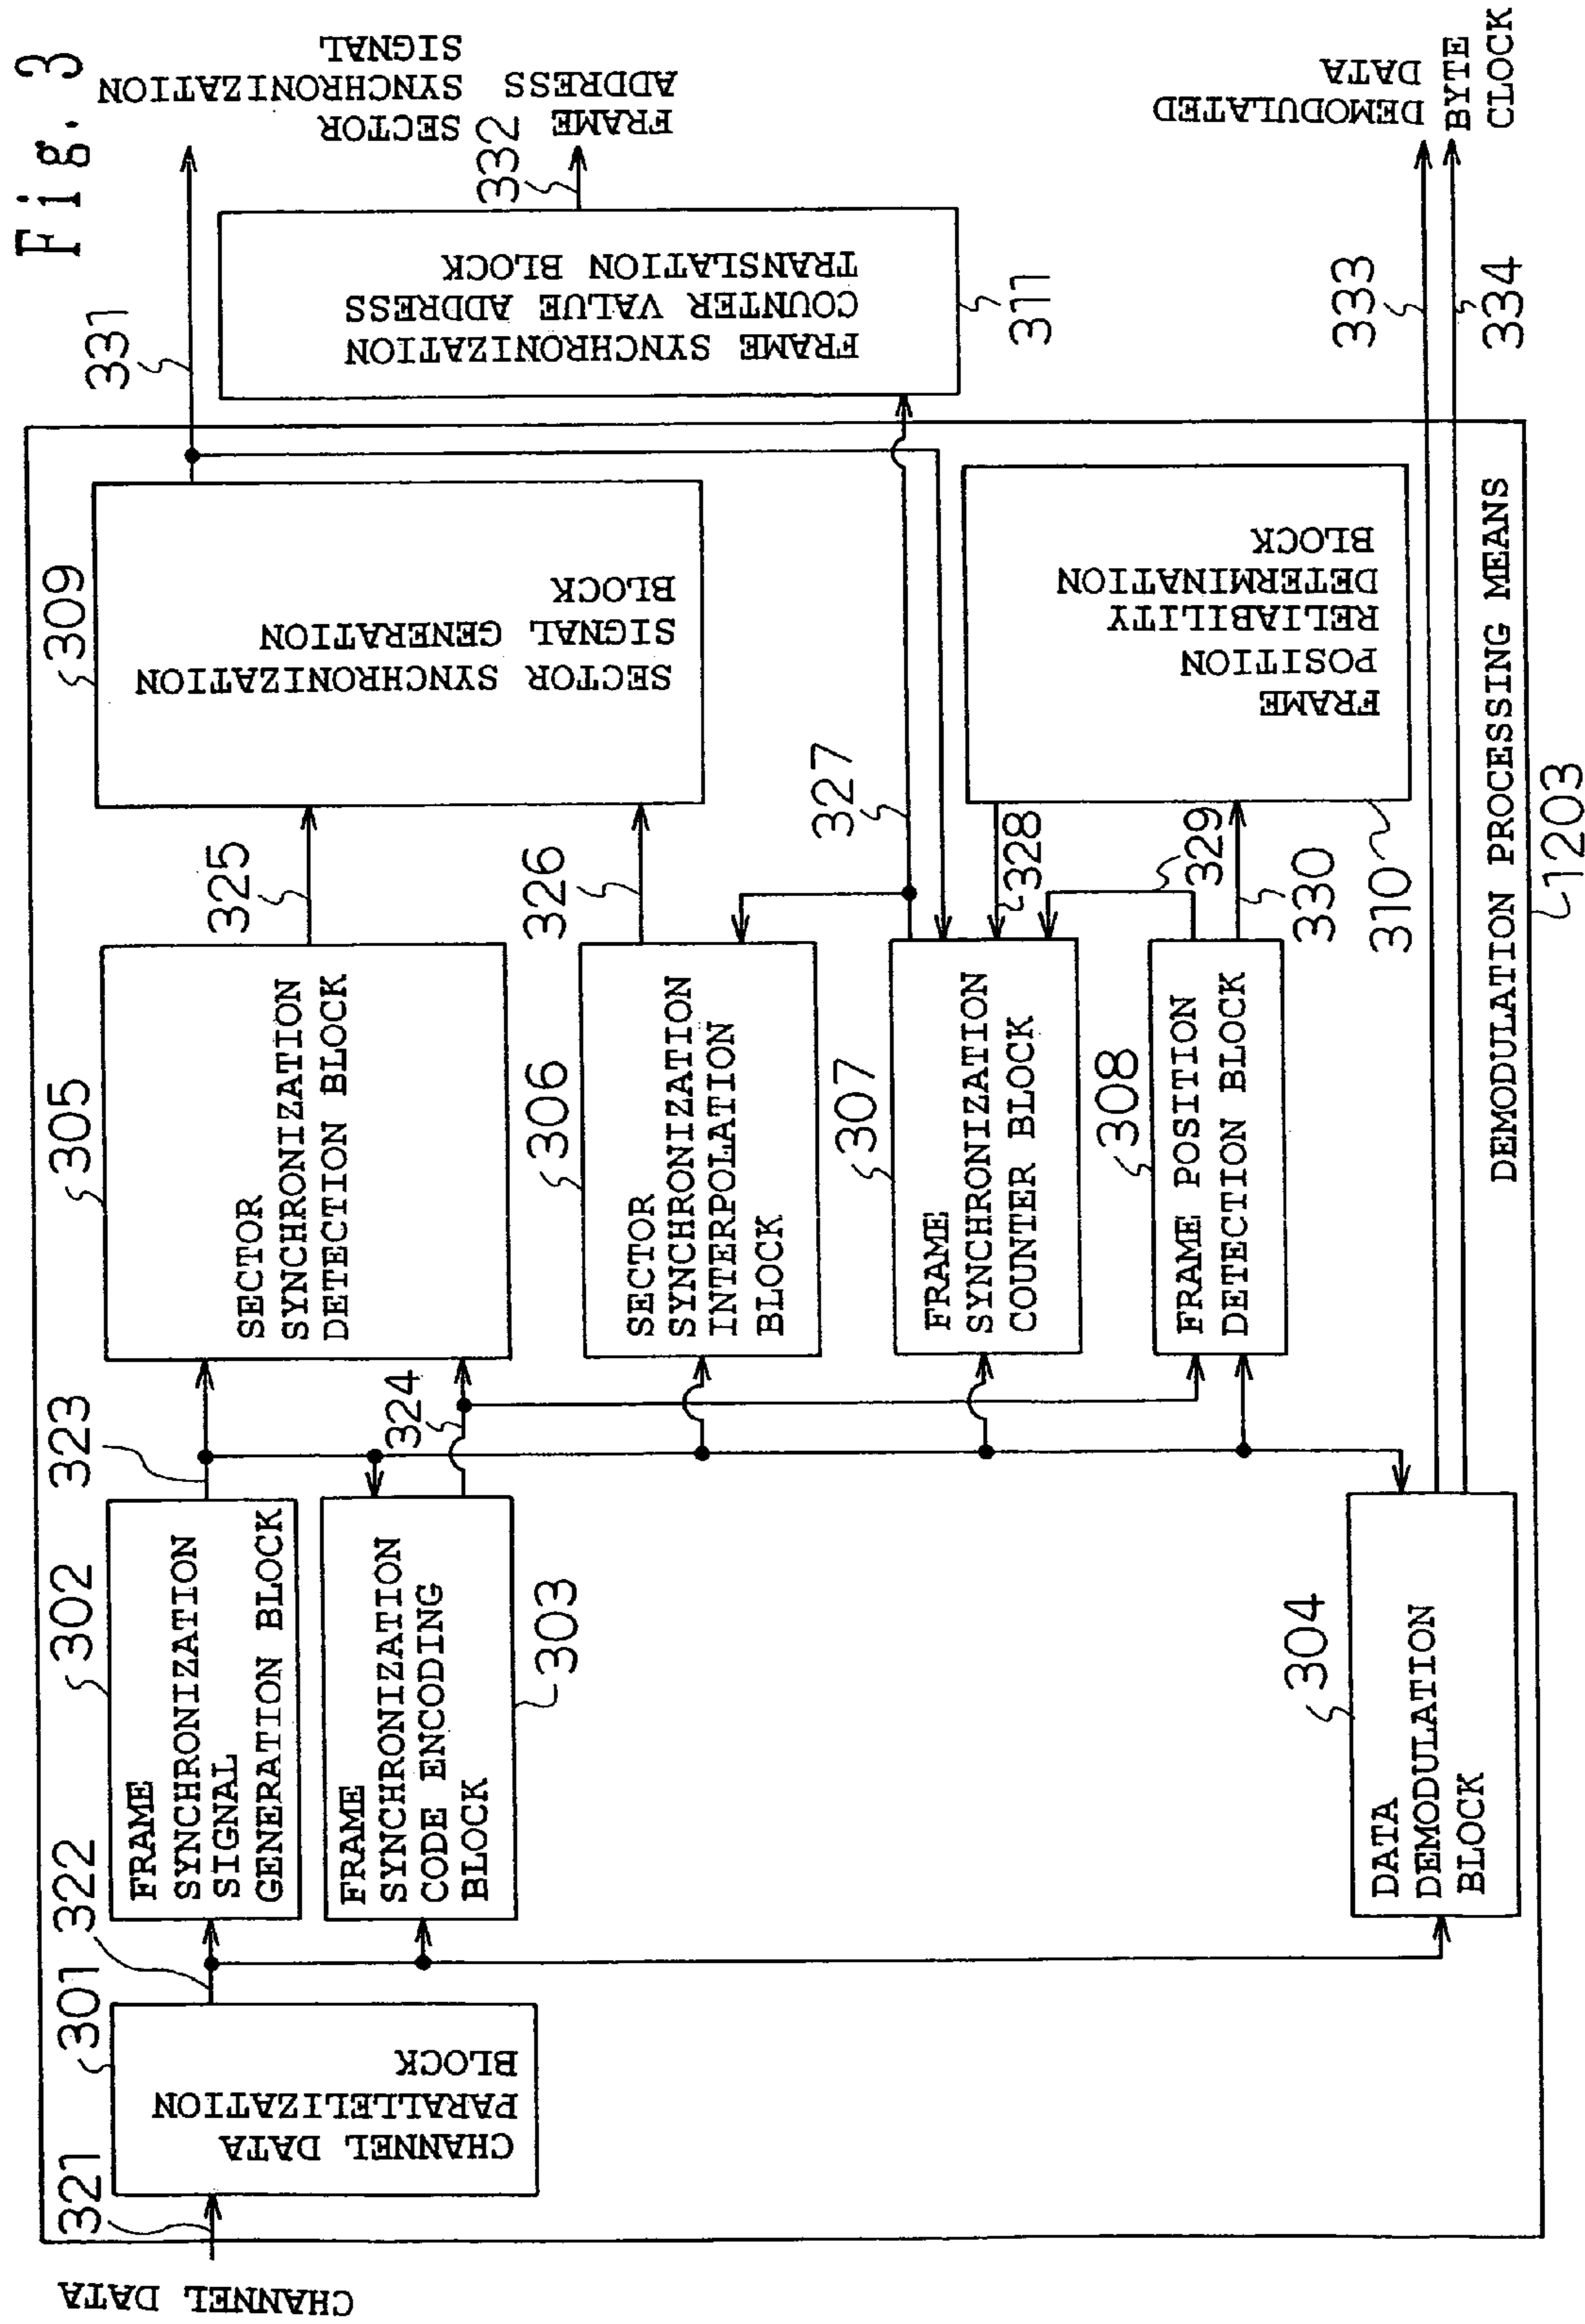 Fig. 3
CHANNEL DATA
321
301
CHANNEL DATA
PARALLELIZATION
BLOCK
322
302
FRAME
SYNCHRONIZATION
SIGNAL
GENERATION BLOCK
323
FRAME
SYNCHRONIZATION
CODE ENCODING
BLOCK
303
324
304
DATA
DEMODULATION
BLOCK
305
SECTOR
SYNCHRONIZATION
DETECTION BLOCK
325
306
SECTOR
SYNCHRONIZATION
INTERPOLATION
BLOCK
326
307
FRAME
SYNCHRONIZATION
COUNTER BLOCK
327
308
FRAME POSITION
DETECTION BLOCK
328
329
330
309
SECTOR SYNCHRONIZATION
SIGNAL GENERATION
BLOCK
310
FRAME
POSITION
RELIABILITY
DETERMINATION
BLOCK
DEMODULATION PROCESSING MEANS
1203
331
SECTOR
SYNCHRONIZATION
SIGNAL
FRAME SYNCHRONIZATION
COUNTER VALUE ADDRESS
TRANSLATION BLOCK
311
332
FRAME
ADDRESS
333
DEMODULATED
DATA
334
BYTE
CLOCK